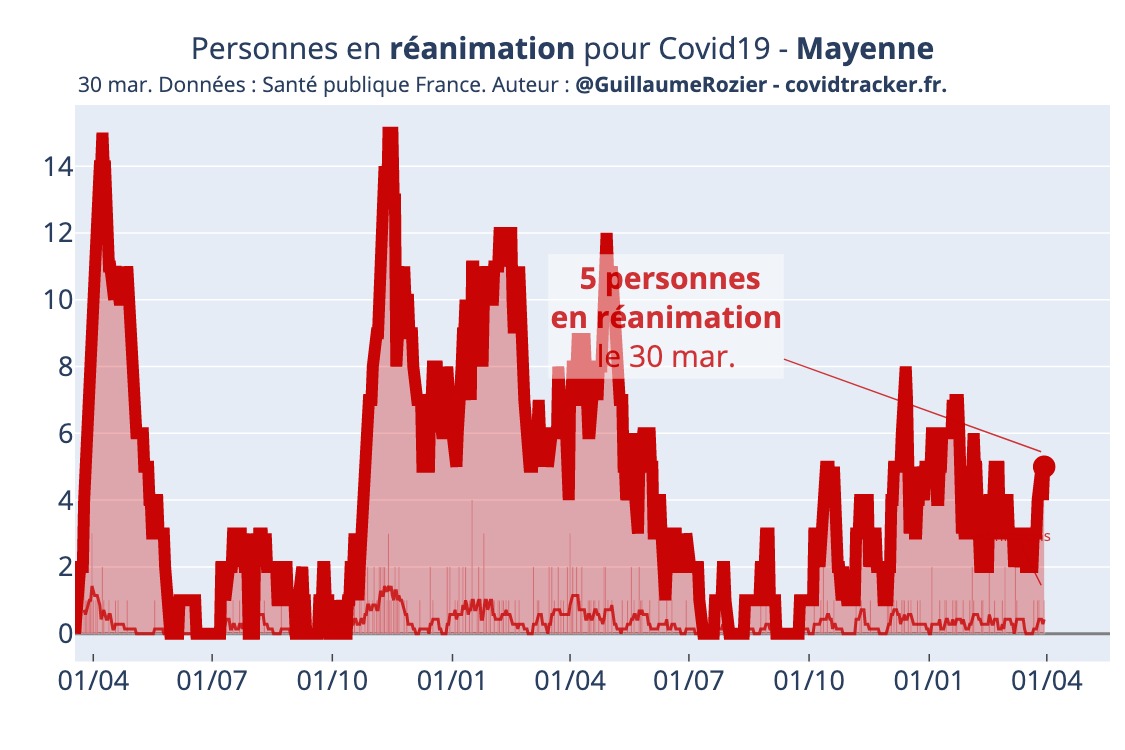 Personnes en réanimation pour Covid19 - Mayenne
30 mar. Données : Santé publique France. Auteur : @GuillaumeRozier - covidtracker.fr.
14
12
10
8
6
4
2
0
5 personnes
en réanimation
le 30 mar.
01/04 01/07 01/10 01/01 01/04 01/07 01/10 01/01 01/04